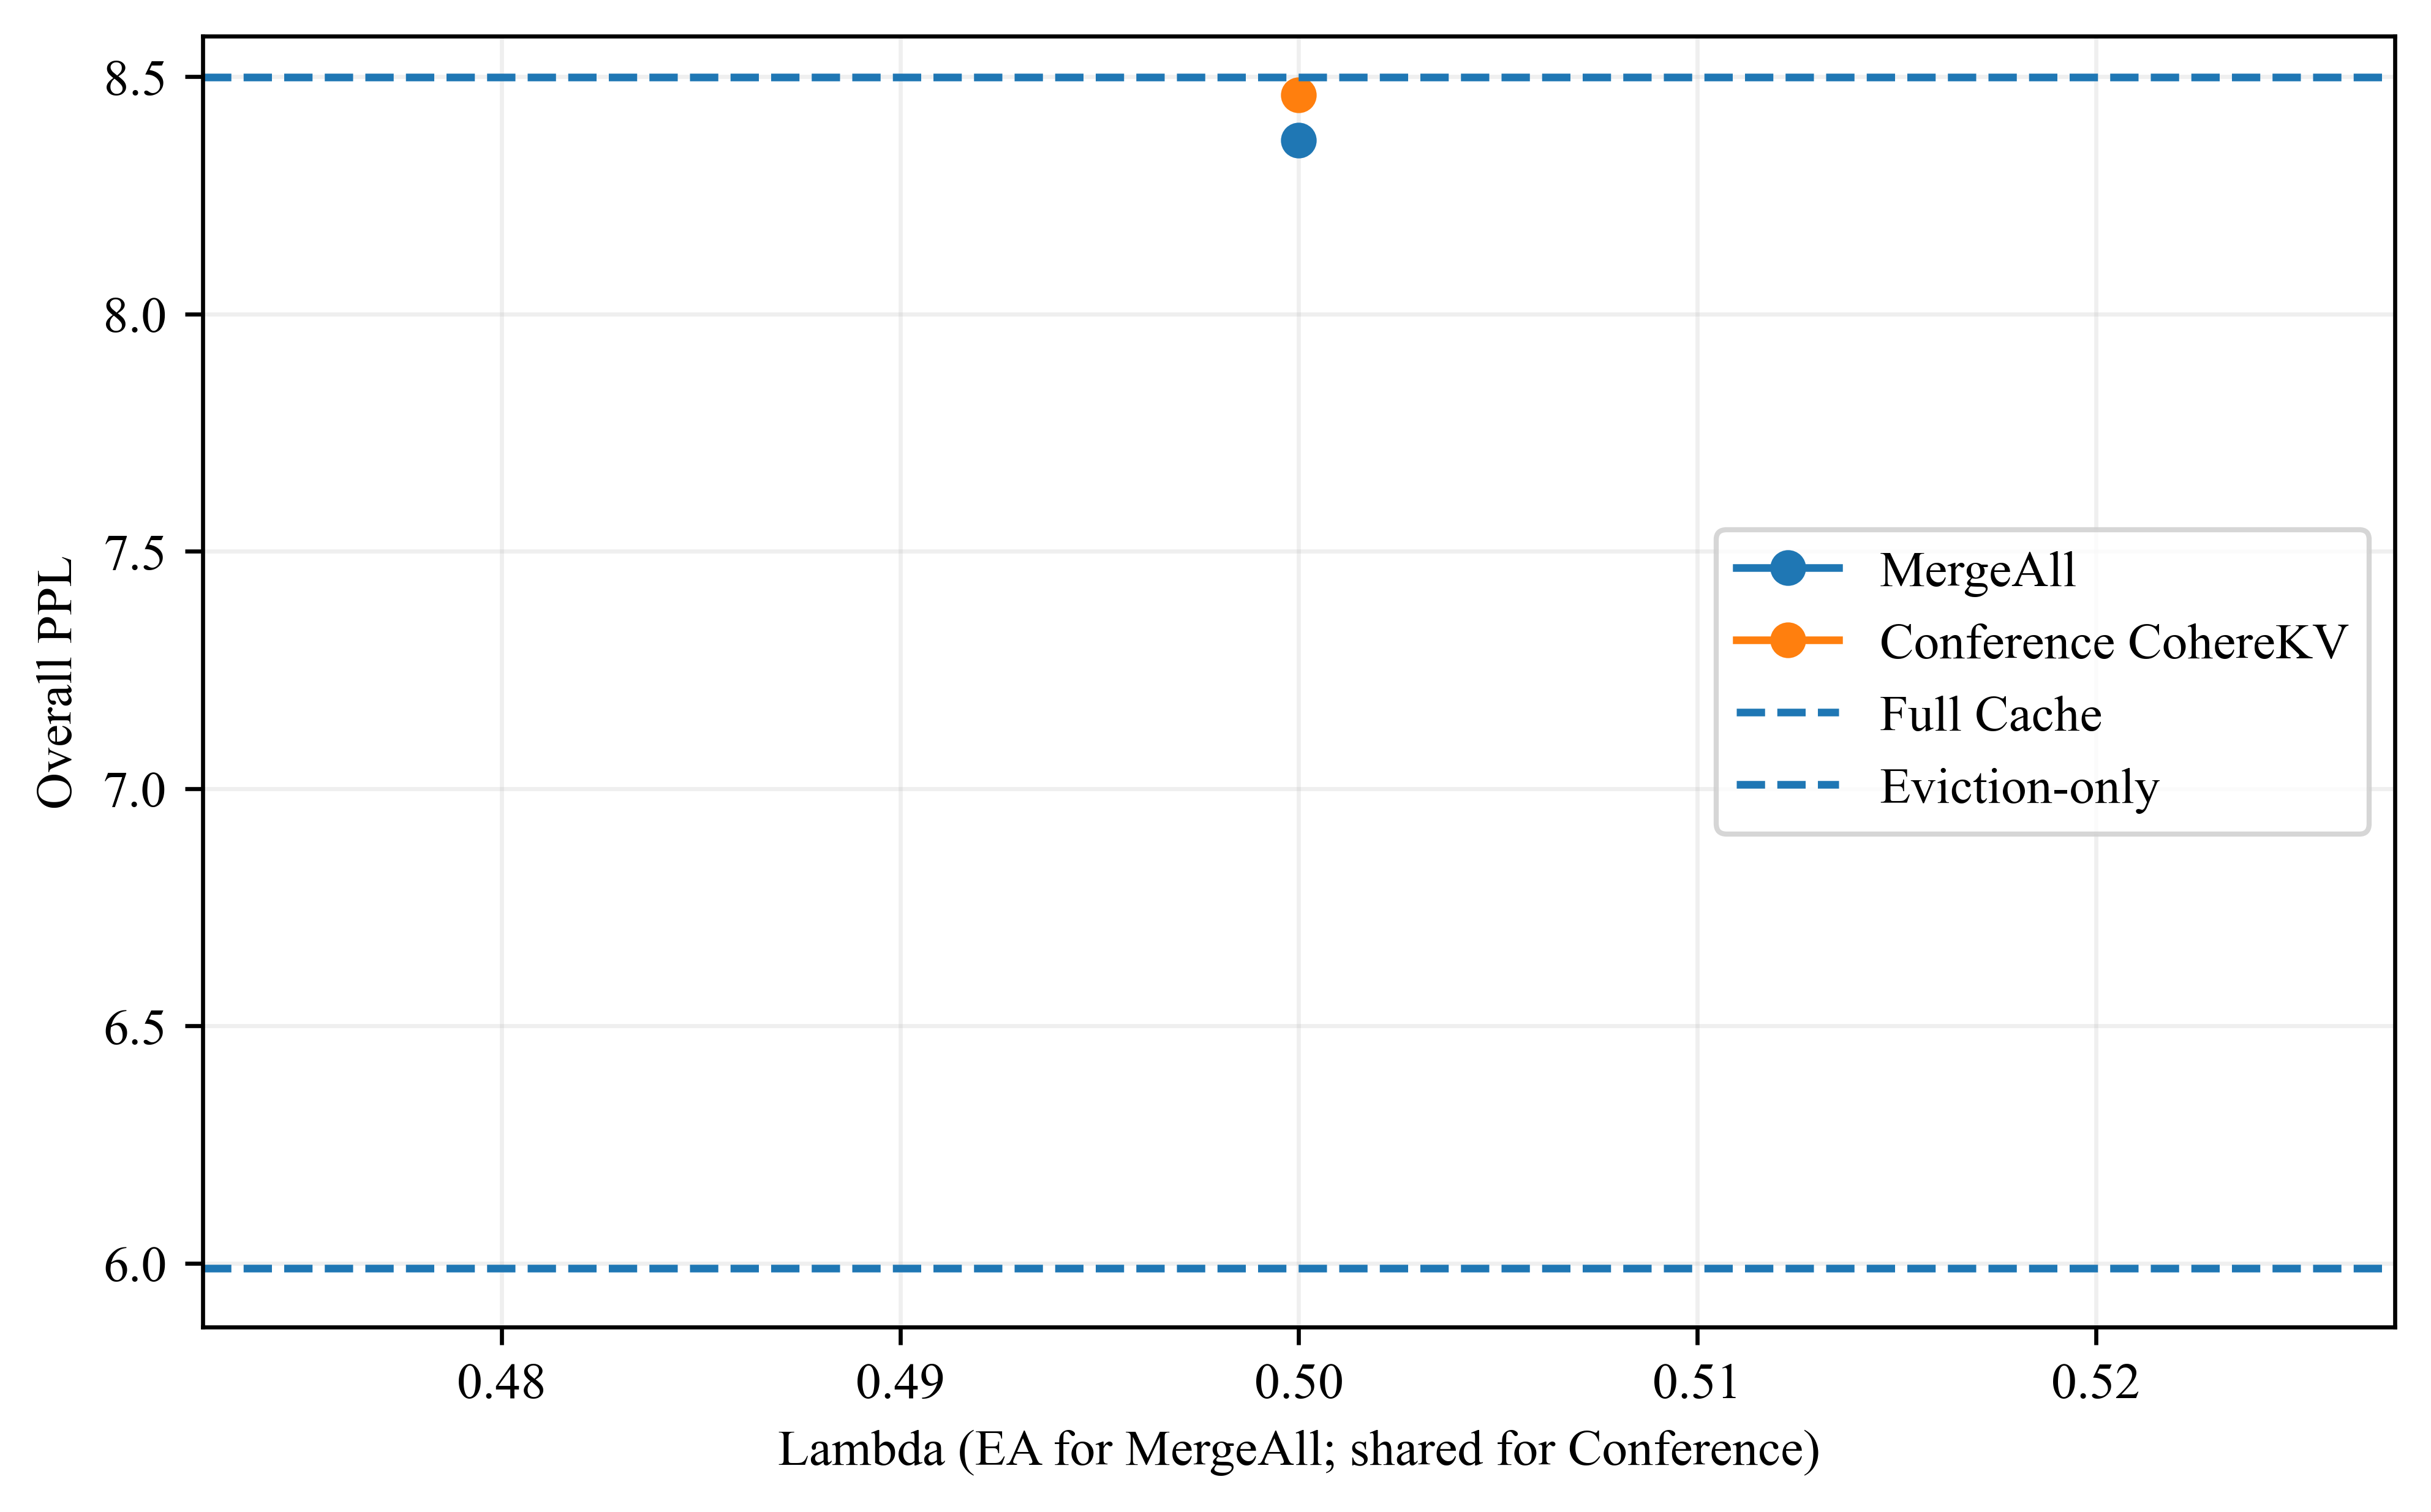 8.5
8.0
7.5
7.0
6.5
6.0
Overall PPL
MergeAll
Conference CohereKV
Full Cache
Eviction-only
0.48 0.49 0.50 0.51 0.52
Lambda (EA for MergeAll; shared for Conference)